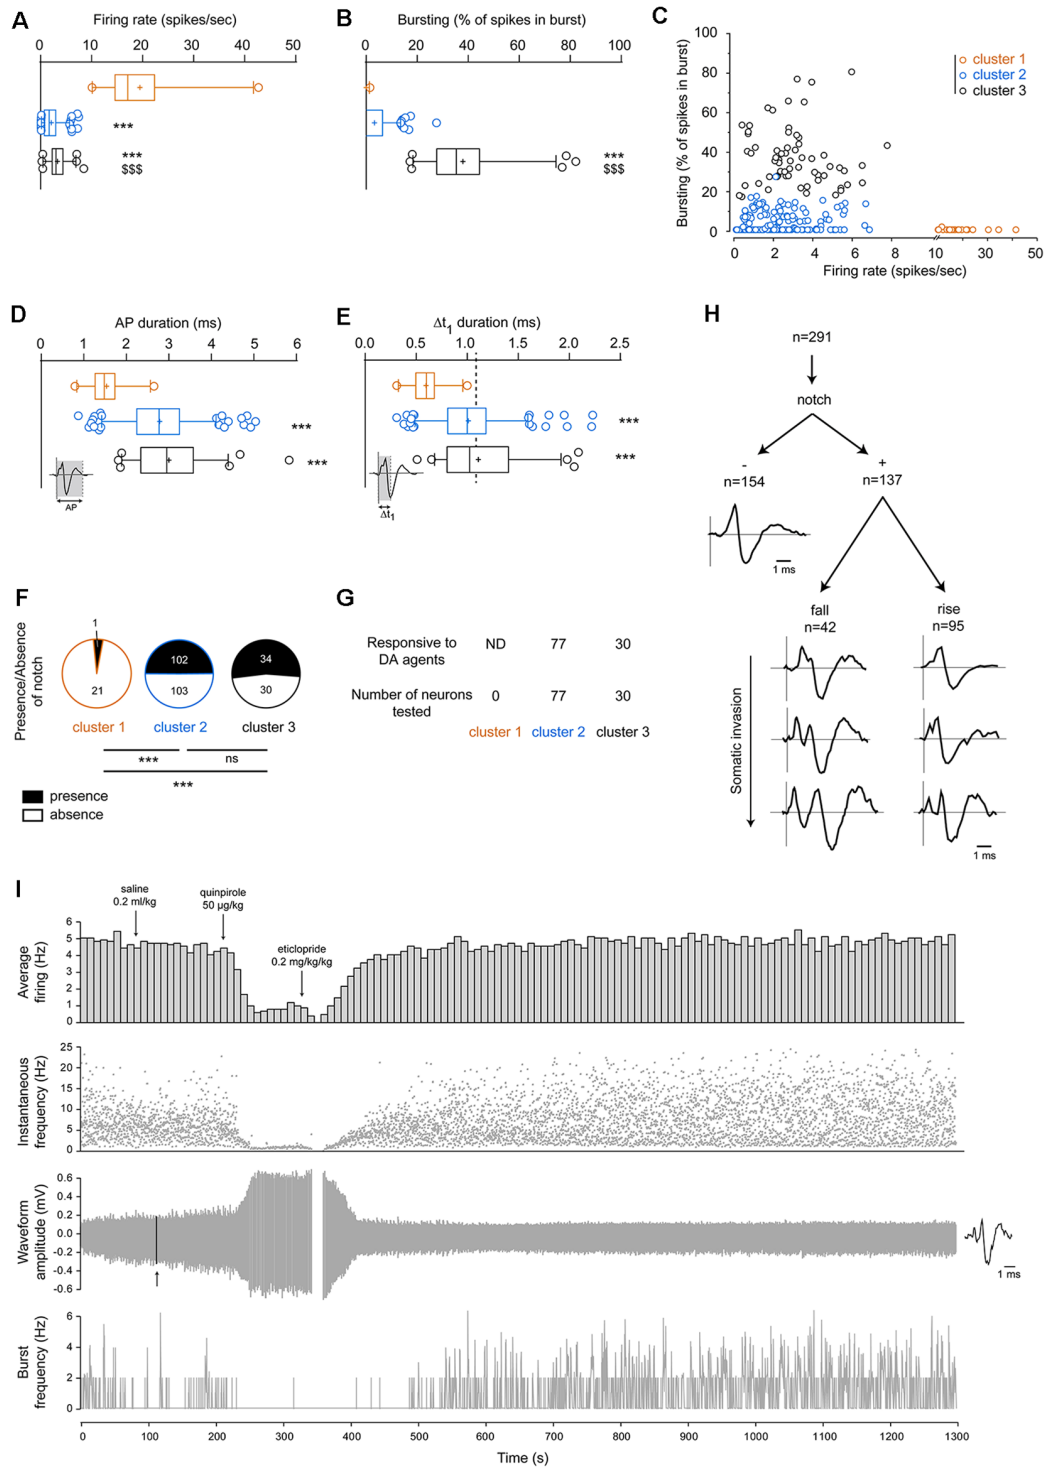 A
Firing rate (spikes/sec)
0 10 20 30 40 50
***
***
$$$
B
Bursting (% of spikes in burst)
0 20 40 60 80 100
***
$$$
C
Bursting (% of spikes in burst)
100
80
60
40
20
0
0 2 4 6 10 30 50
Firing rate (spikes/sec)
cluster 1
cluster 2
cluster 3
D
AP duration (ms)
0 1 2 3 4 5 6
***
***
AP
E
Δt1 duration (ms)
0.0 0.5 1.0 1.5 2.0 2.5
***
***
Δt1
F
Presence/Absence
of notch
1
21
102
103
34
30
cluster 1 cluster 2 cluster 3
*** ns
***
presence
absence
G
Responsive to
DA agents
ND 77 30
Number of neurons
tested
0 77 30
cluster 1 cluster 2 cluster 3
H
n=291
notch
- +
n=154 n=137
1 ms
fall rise
n=42 n=95
Somatic invasion
1 ms
I
saline
0.2 ml/kg
quinpirole
50 µg/kg
eticlopride
0.2 mg/kg/kg
Average
firing (Hz)
6
5
4
3
2
1
0
Instantaneous
frequency (Hz)
25
20
15
10
5
0
Waveform
amplitude (mV)
0.6
0.4
0.2
0.0
-0.2
-0.4
-0.6
1 ms
Burst
frequency (Hz)
6
4
2
0
0 100 200 300 400 500 600 700 800 900 1000 1100 1200 1300
Time (s)